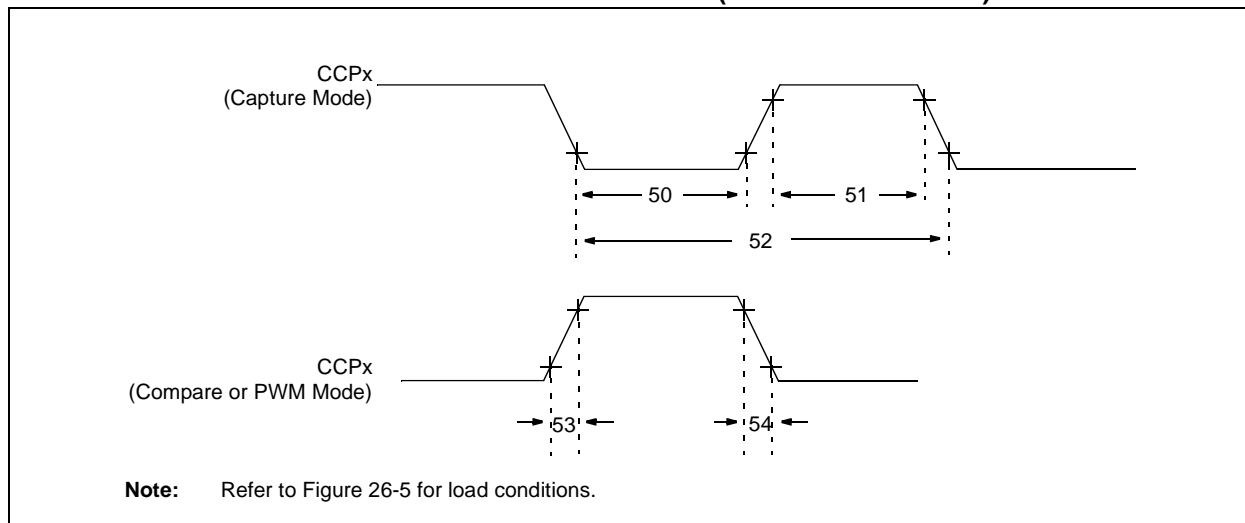 CCPx
(Capture Mode)
50
51
52
CCPx
(Compare or PWM Mode)
53
54
Note: Refer to Figure 26-5 for load conditions.